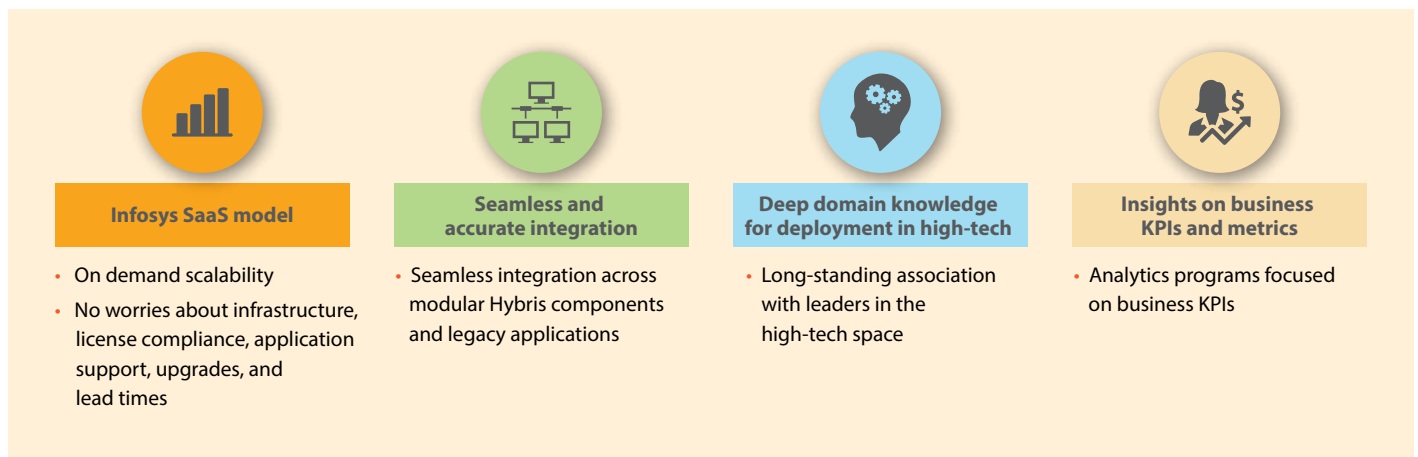 Infosys SaaS model
• On demand scalability
• No worries about infrastructure,
license compliance, application
support, upgrades, and
lead times
Seamless and
accurate integration
• Seamless integration across
modular Hybris components
and legacy applications
Deep domain knowledge
for deployment in high-tech
• Long-standing association
with leaders in the
high-tech space
$
Insights on business
KPIs and metrics
• Analytics programs focused
on business KPIs